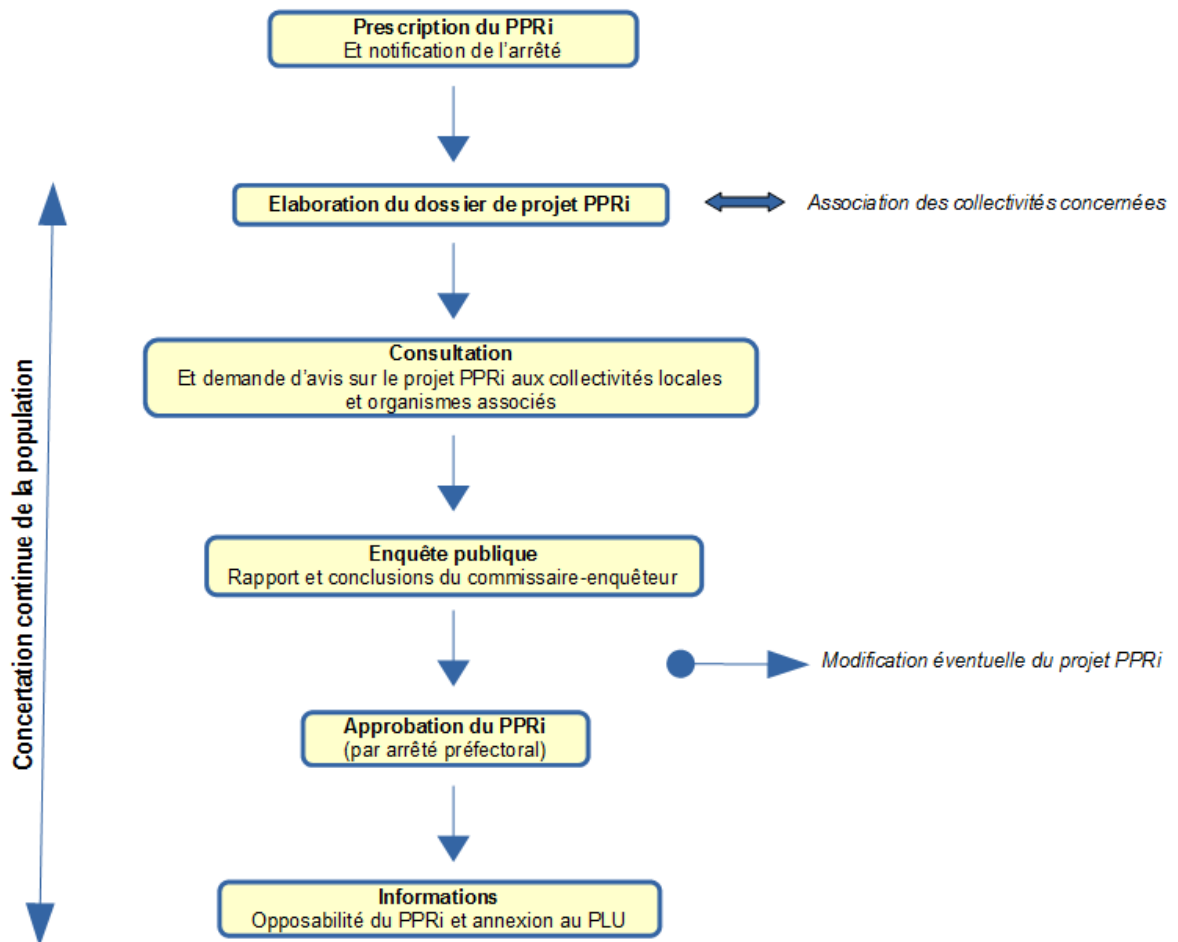 Prescription du PPRi
Et notification de l'arrêté
Elaboration du dossier de projet PPRi
Association des collectivités concernées
Consultation
Et demande d'avis sur le projet PPRi aux collectivités locales
et organismes associés
Concertation continue de la population
Enquête publique
Rapport et conclusions du commissaire-enquêteur
Modification éventuelle du projet PPRi
Approbation du PPRi
(par arrêté préfectoral)
Informations
Opposabilité du PPRi et annexion au PLU